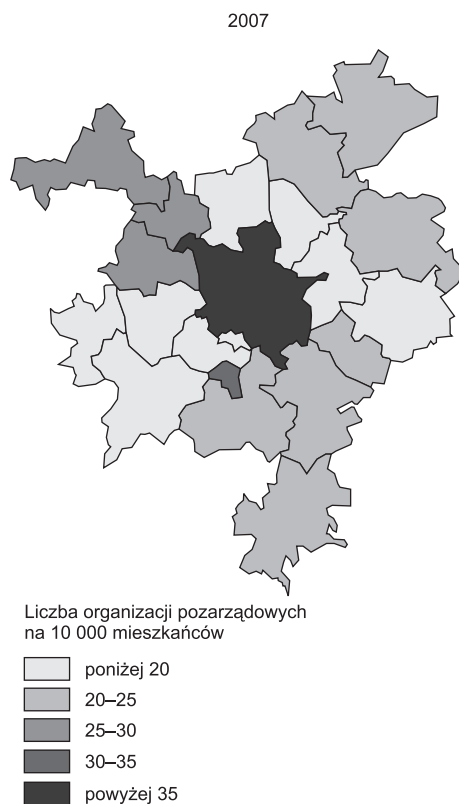 2007
Liczba organizacji pozarządowych
na 10 000 mieszkańców
poniżej 20
20–25
25–30
30–35
powyżej 35